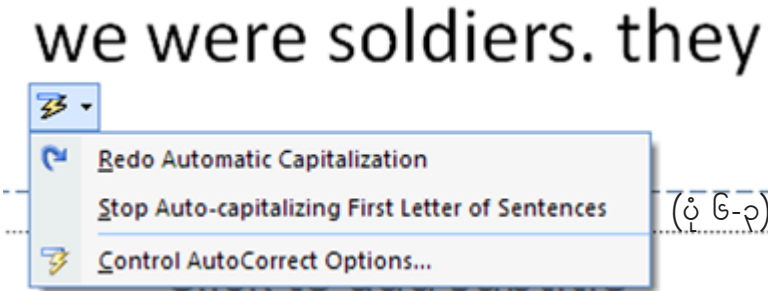 we were soldiers. they
Redo Automatic Capitalization
Stop Auto-capitalizing First Letter of Sentences
(ပုံ ၆-၃)
Control AutoCorrect Options...